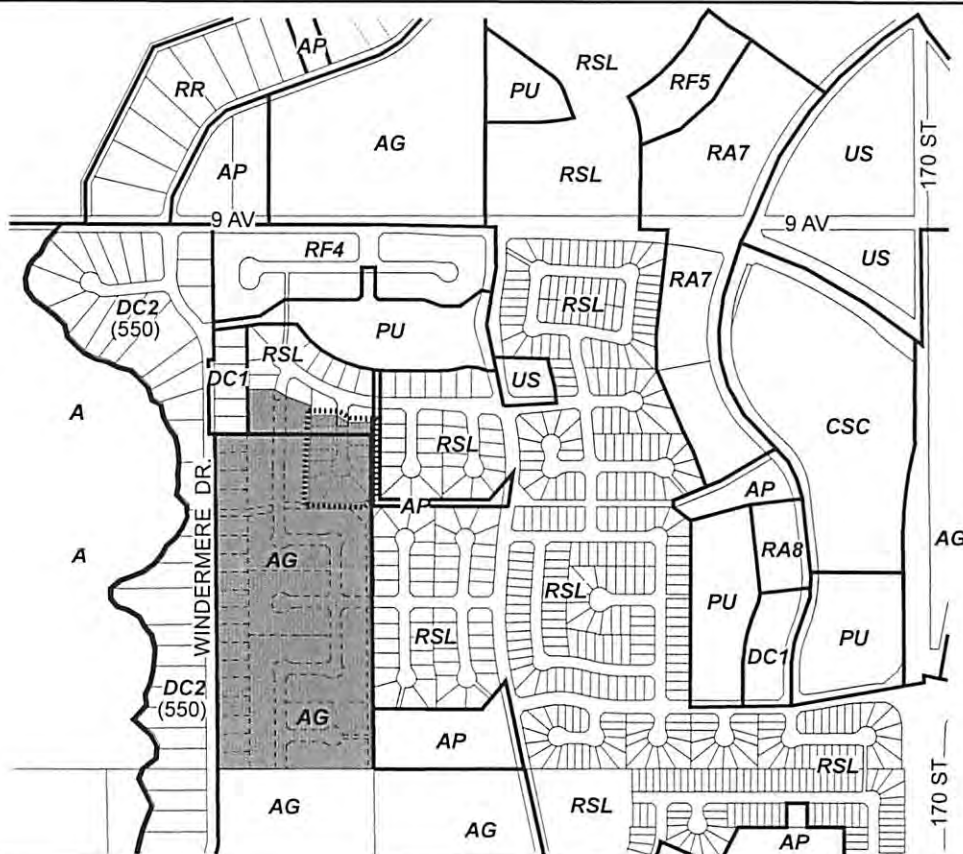 AP
RR
PU
RSL
RF5
AG
RA7
US
170 ST
AP
RSL
9 AV
9 AV
RF4
US
RA7
DC2
(550)
RSL
PU
RSL
DC1
US
A
CSC
RSL
WINDERMERE DR.
AP
AP
A
AG
RA8
AG
RSL
PU
RSL
PU
DC1
DC2
(550)
AG
AP
RSL
170 ST
AG
AG
RSL
AP